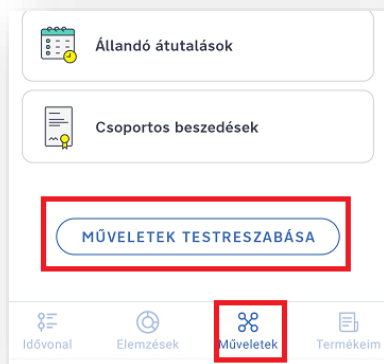 Állandó átutalások
Csoportos beszedések
MŰVELETEK TESTRESZABÁSA
Idővonal Elemzések Műveletek Termékeim